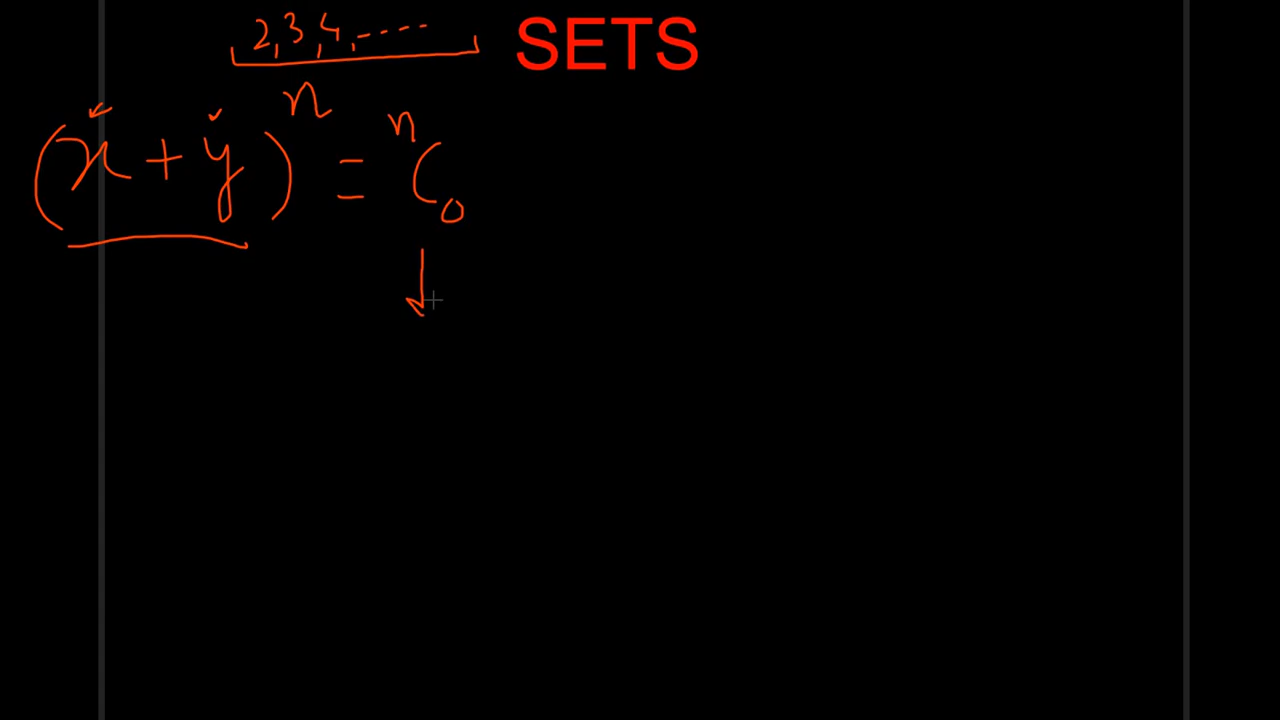 2,3,4,----
SETS
(x+y)ⁿ = ⁿC₀